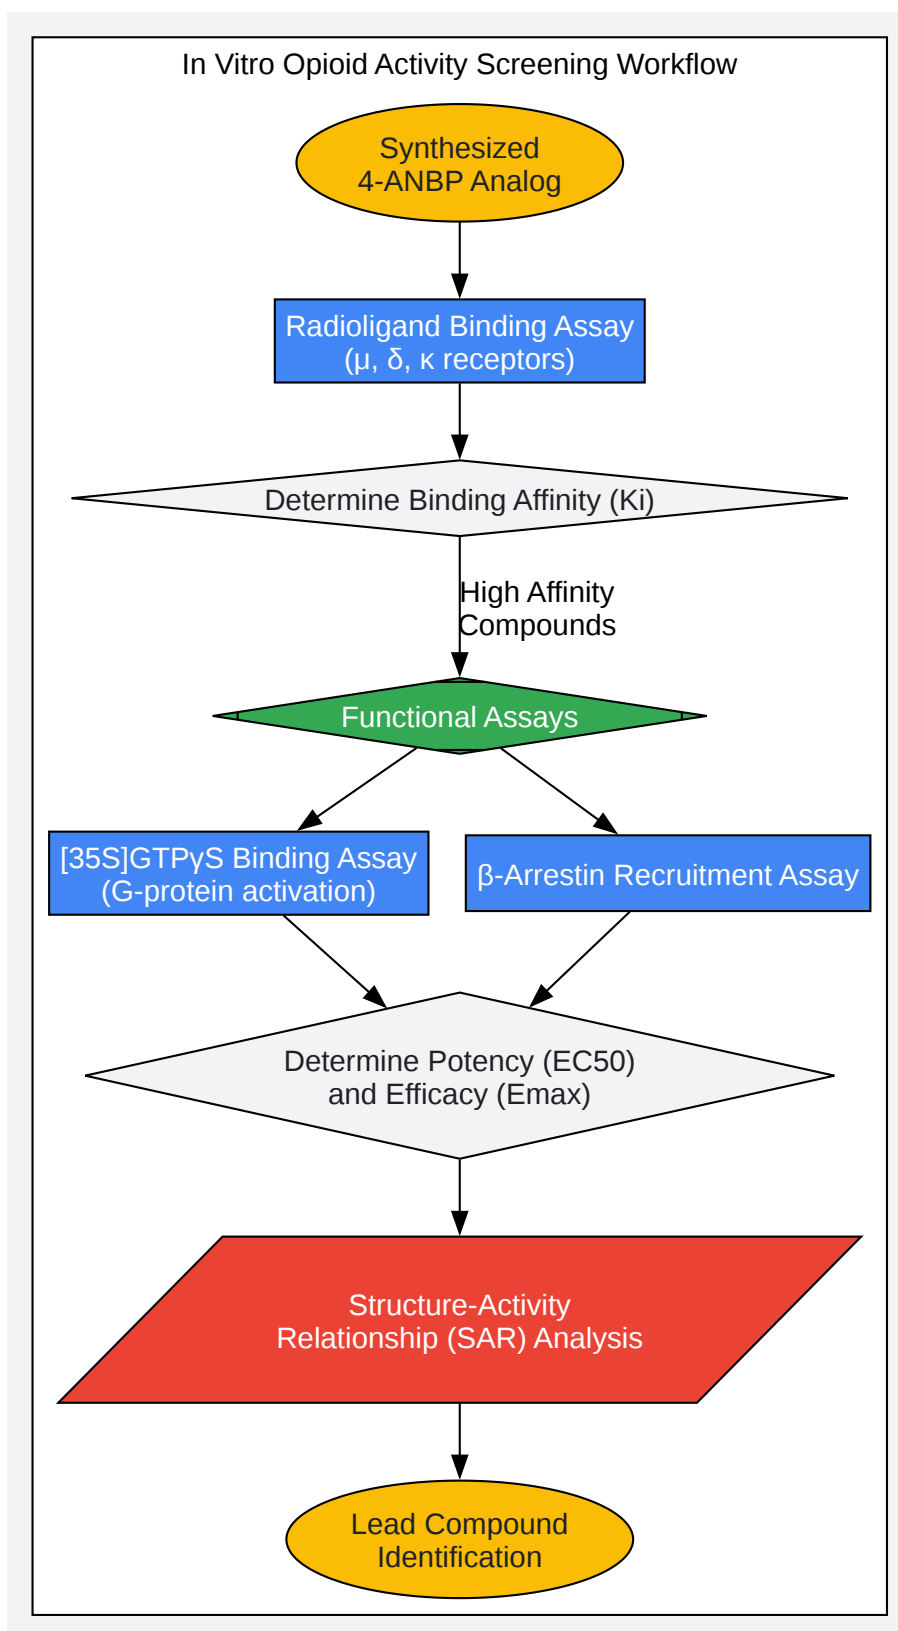 In Vitro Opioid Activity Screening Workflow
Synthesized
4-ANBP Analog
Radioligand Binding Assay
(μ, δ, κ receptors)
Determine Binding Affinity (Ki)
High Affinity
Compounds
Functional Assays
[35S]GTPγS Binding Assay
(G-protein activation)
β-Arrestin Recruitment Assay
Determine Potency (EC50)
and Efficacy (Emax)
Structure-Activity
Relationship (SAR) Analysis
Lead Compound
Identification